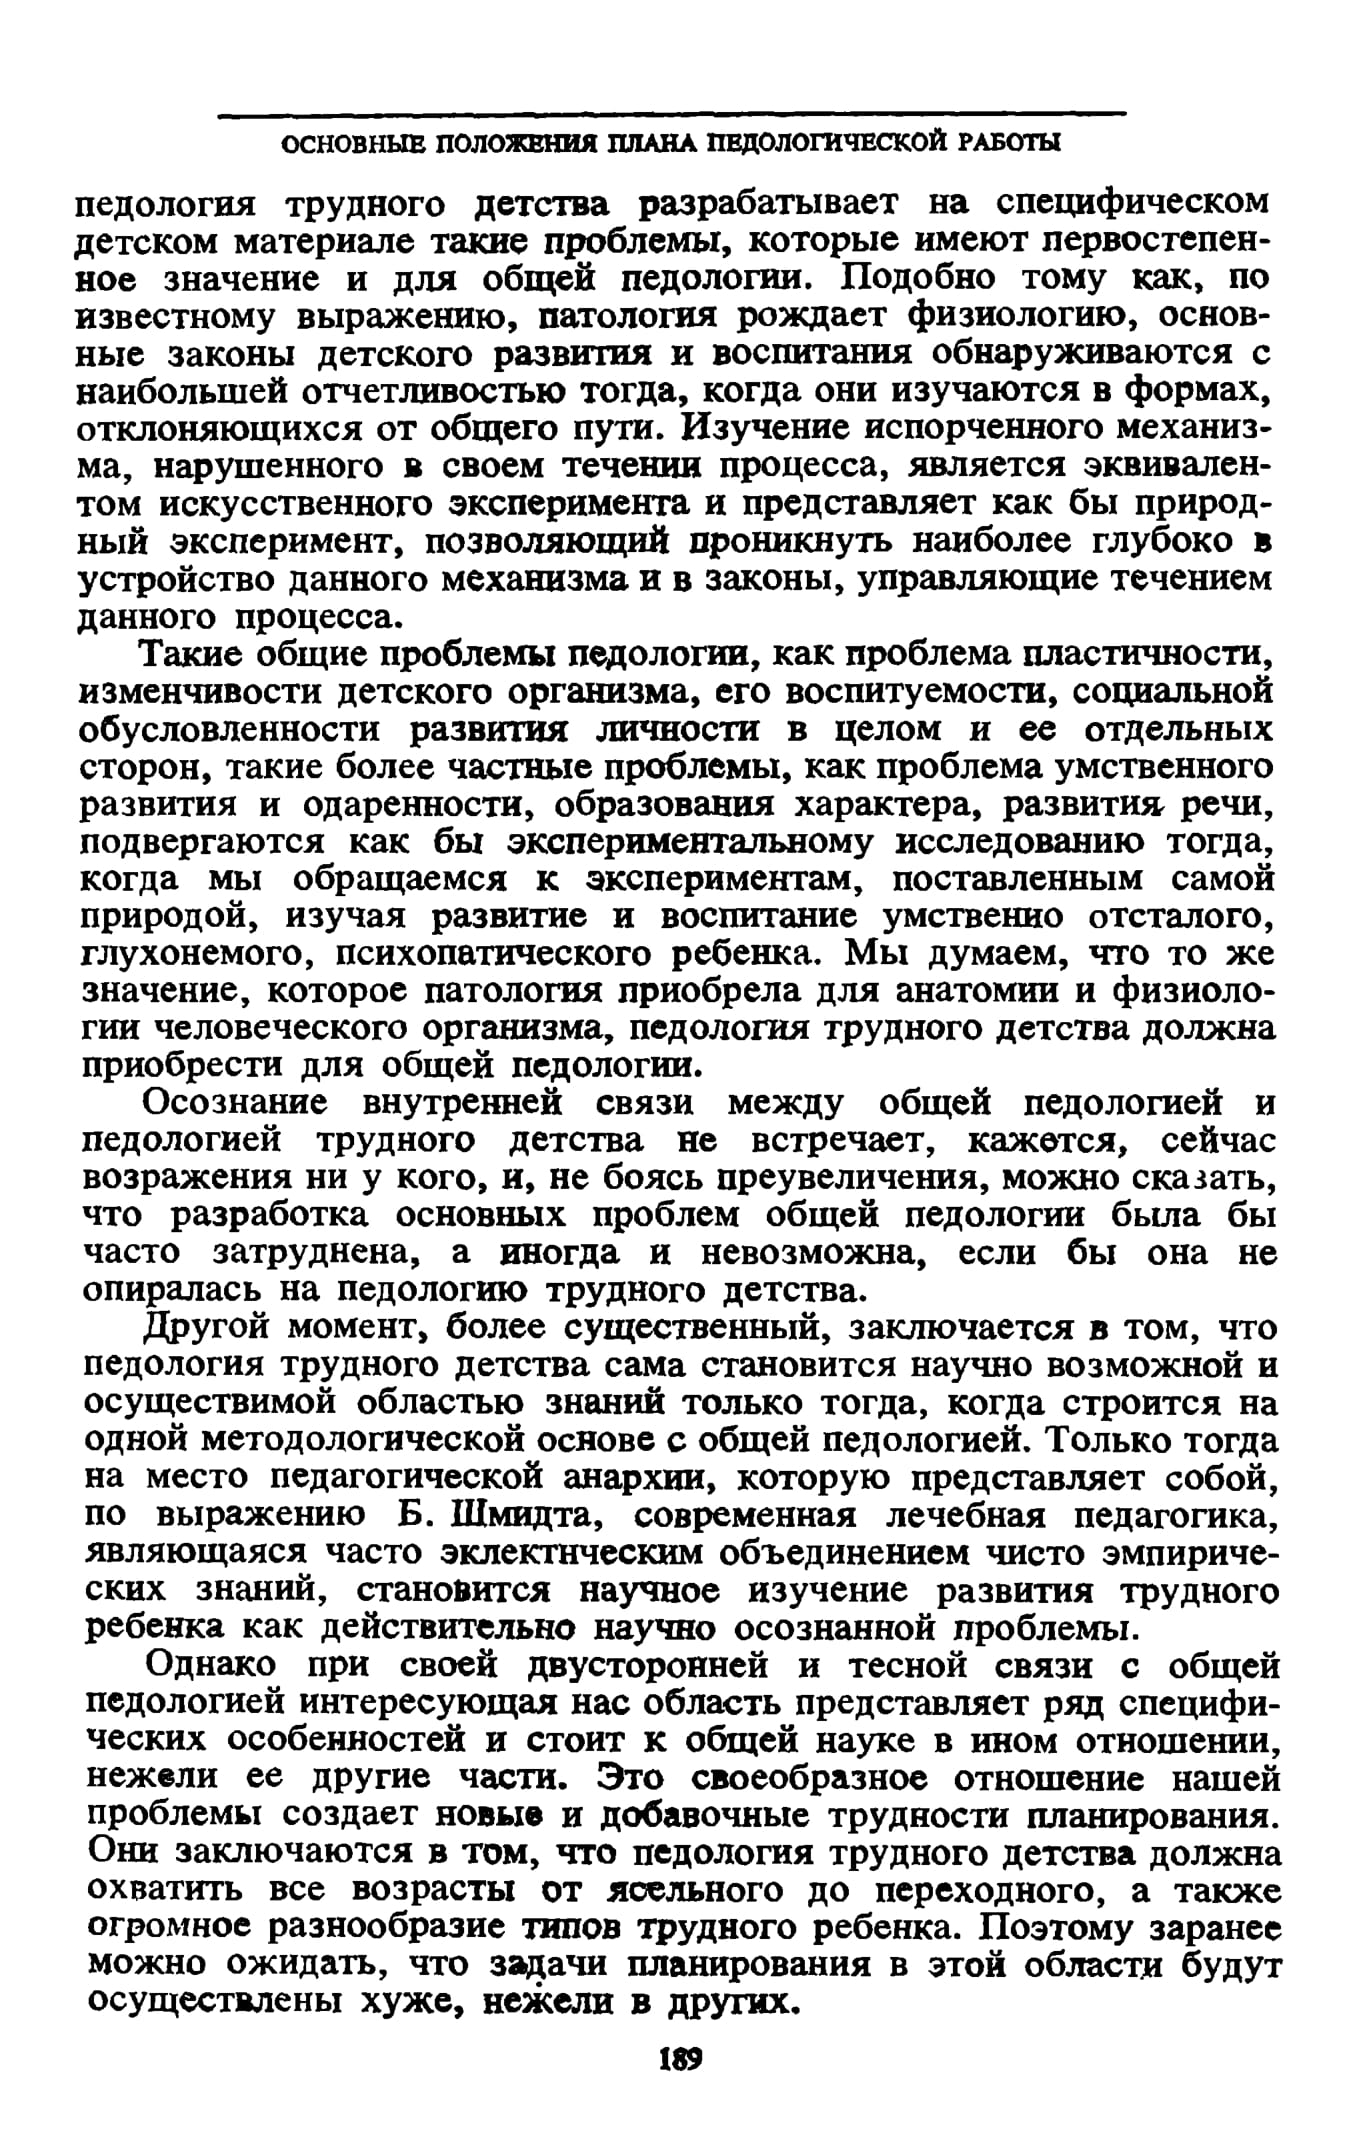 ОСНОВНЫЕ ПОЛОЖЕНИЯ ПЛАНА ПЕДОЛОГИЧЕСКОЙ РАБОТЫ
педология трудного детства разрабатывает на специфическом
детском материале такие проблемы, которые имеют первостепен-
ное значение и для общей педологии. Подобно тому как, по
известному выражению, патология рождает физиологию, основ-
ные законы детского развития и воспитания обнаруживаются с
наибольшей отчетливостью тогда, когда они изучаются в формах,
отклоняющихся от общего пути. Изучение испорченного механиз-
ма, нарушенного в своем течении процесса, является эквивален-
том искусственного эксперимента и представляет как бы природ-
ный эксперимент, позволяющий проникнуть наиболее глубоко в
устройство данного механизма и в законы, управляющие течением
данного процесса.
Такие общие проблемы педологии, как проблема пластичности,
изменчивости детского организма, его воспитуемости, социальной
обусловленности развития личности в целом и ее отдельных
сторон, такие более частные проблемы, как проблема умственного
развития и одаренности, образования характера, развития речи,
подвергаются как бы экспериментальному исследованию тогда,
когда мы обращаемся к экспериментам, поставленным самой
природой, изучая развитие и воспитание умственно отсталого,
глухонемого, психопатического ребенка. Мы думаем, что то же
значение, которое патология приобрела для анатомии и физиоло-
гии человеческого организма, педология трудного детства должна
приобрести для общей педологии.
Осознание внутренней связи между общей педологией и
педологией трудного детства не встречает, кажется, сейчас
возражения ни у кого, и, не боясь преувеличения, можно сказать,
что разработка основных проблем общей педологии была бы
часто затруднена, а иногда и невозможна, если бы она не
опиралась на педологию трудного детства.
Другой момент, более существенный, заключается в том, что
педология трудного детства сама становится научно возможной и
осуществимой областью знаний только тогда, когда строится на
одной методологической основе с общей педологией. Только тогда
на место педагогической анархии, которую представляет собой,
по выражению Б. Шмидта, современная лечебная педагогика,
являющаяся часто эклектическим объединением чисто эмпириче-
ских знаний, становится научное изучение развития трудного
ребенка как действительно научно осознанной проблемы.
Однако при своей двусторонней и тесной связи с общей
педологией интересующая нас область представляет ряд специфи-
ческих особенностей и стоит к общей науке в ином отношении,
нежели ее другие части. Это своеобразное отношение нашей
проблемы создает новые и добавочные трудности планирования.
Они заключаются в том, что педология трудного детства должна
охватить все возрасты от ясельного до переходного, а также
огромное разнообразие типов трудного ребенка. Поэтому заранее
можно ожидать, что задачи планирования в этой области будут
осуществлены хуже, нежели в других.
189